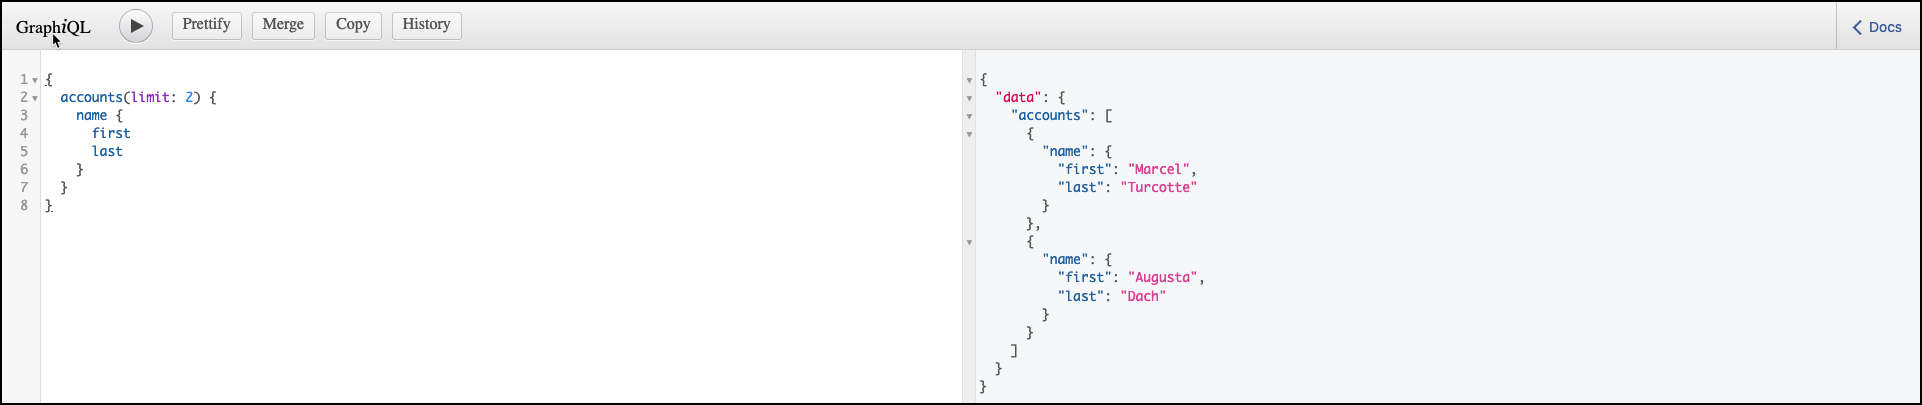 GraphiQL Prettify Merge Copy History Docs
1 {
2 accounts(limit: 2) {
3 name {
4 first
5 last
6 }
7 }
8 }
{
"data": {
"accounts": [
{
"name": {
"first": "Marcel",
"last": "Turcotte"
}
},
{
"name": {
"first": "Augusta",
"last": "Dach"
}
}
]
}
}